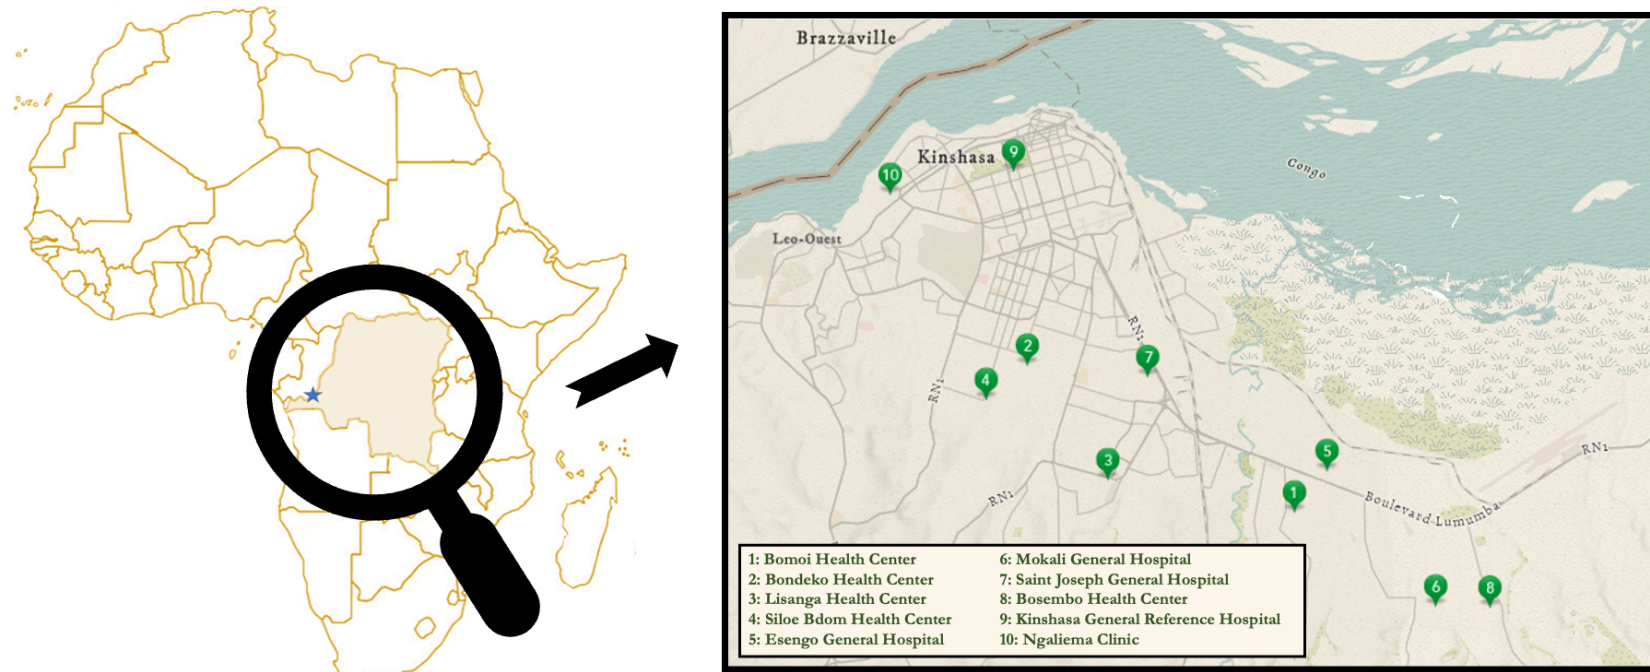 Brazzaville
9
Kinshasa
10
Congo
Leo-Ouest
RN1
2
7
4
RN1
5
RN1
3
1
RN1
Boulevard Lumumba
6
8
1: Bomoi Health Center
2: Bondeko Health Center
3: Lisanga Health Center
4: Siloe Bdom Health Center
5: Esengo General Hospital
6: Mokali General Hospital
7: Saint Joseph General Hospital
8: Bosembo Health Center
9: Kinshasa General Reference Hospital
10: Ngaliema Clinic